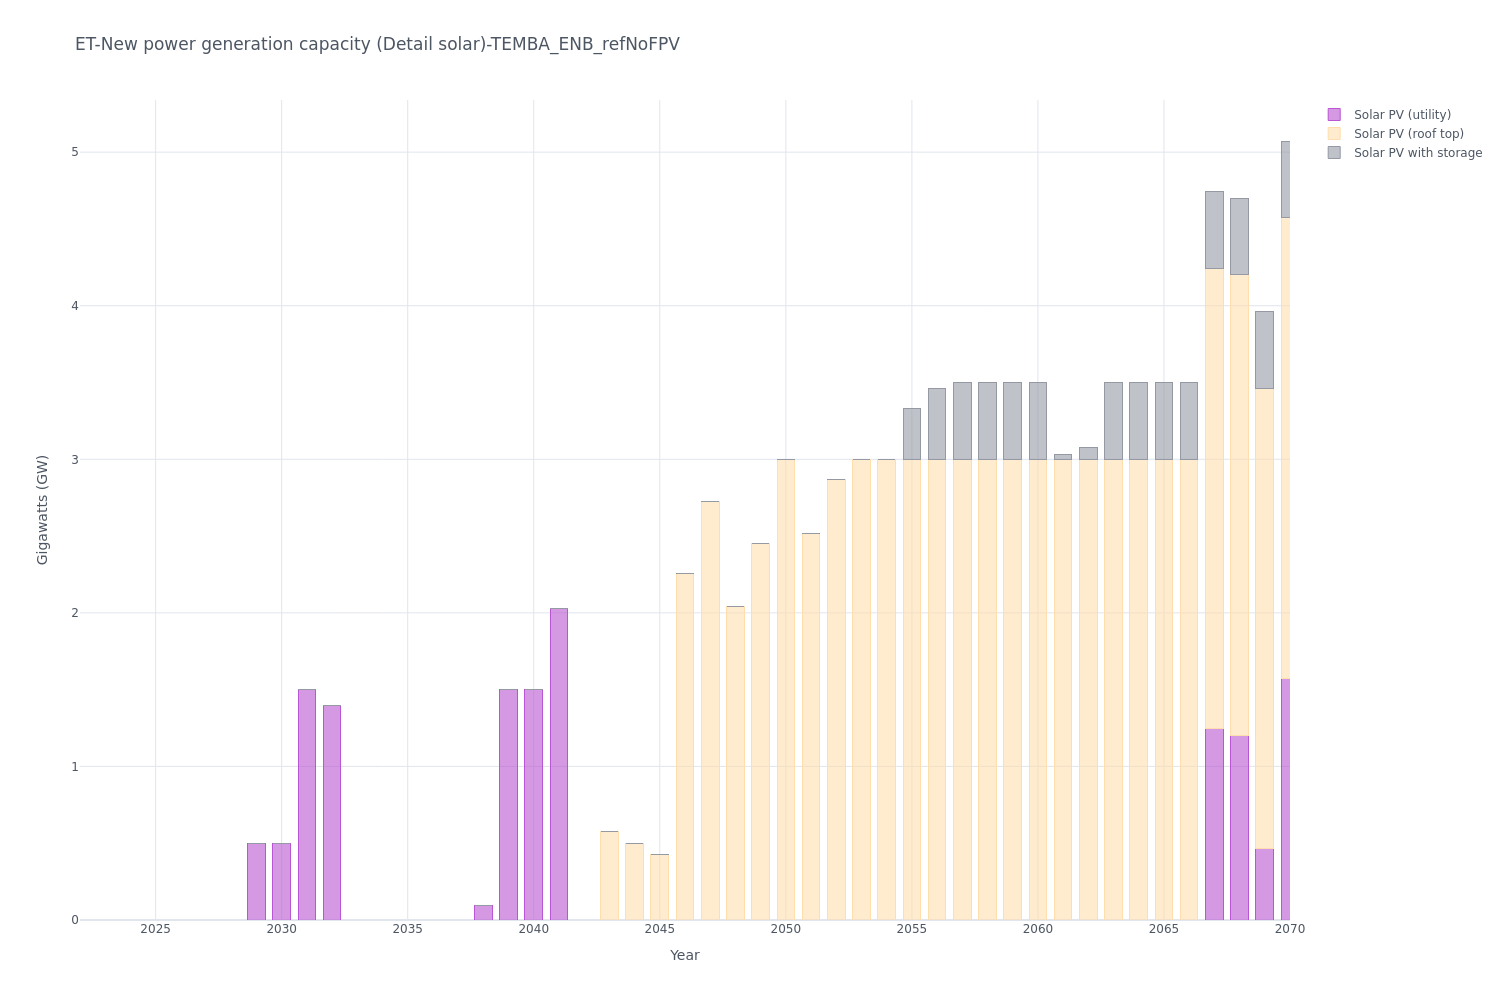 ET-New power generation capacity (Detail solar)-TEMBA_ENB_refNoFPV
Solar PV (utility)
Solar PV (roof top)
Solar PV with storage
5
4
3
2
1
0
Gigawatts (GW)
2025 2030 2035 2040 2045 2050 2055 2060 2065 2070
Year